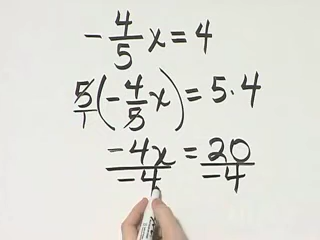 -4/5 x = 4
5/1 (-4/5 x) = 5·4
-4x/-4 = 20/-4